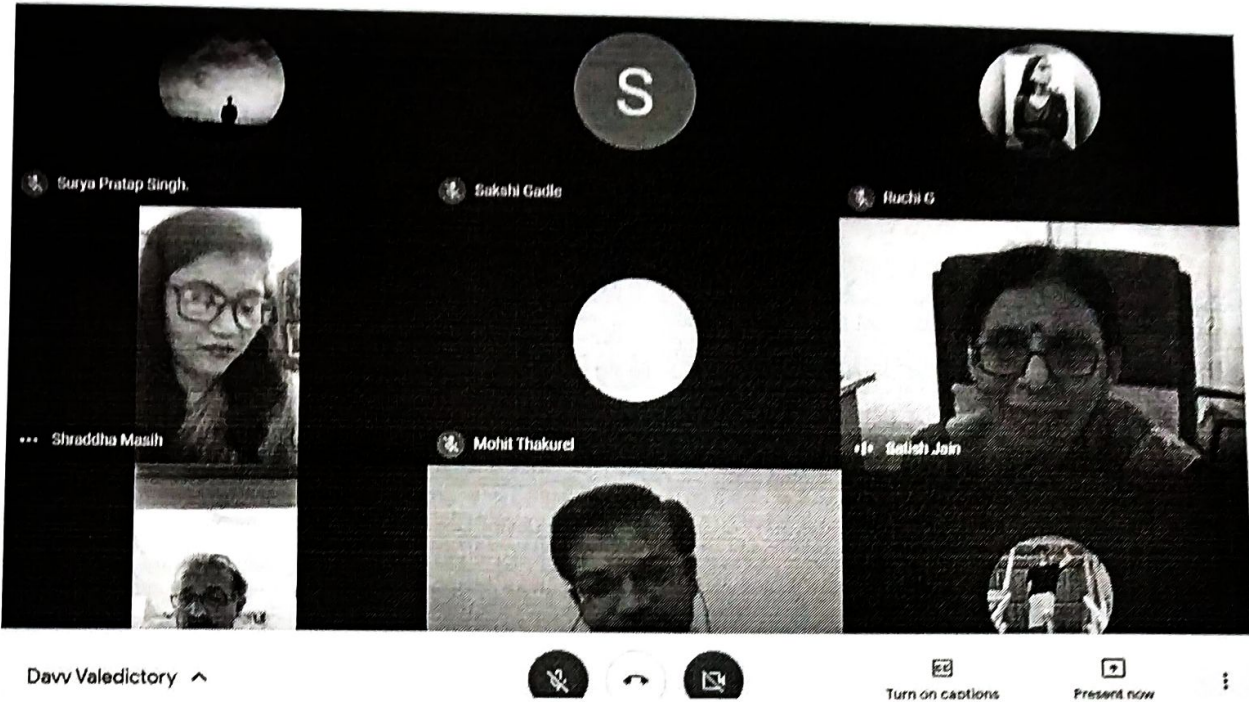 S
Surya Pratap Singh.
Sakshi Gadle
Ruchi G
Shraddha Masih
Mohit Thakurel
Satish Jain
Davv Valedictory
Turn on captions
Present now